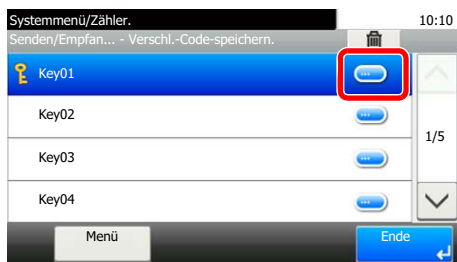 Systemmenü/Zähler.
10:10
Senden/Empfan... - Verschl.-Code-speichern.
Key01
Key02
1/5
Key03
Key04
Menü
Ende